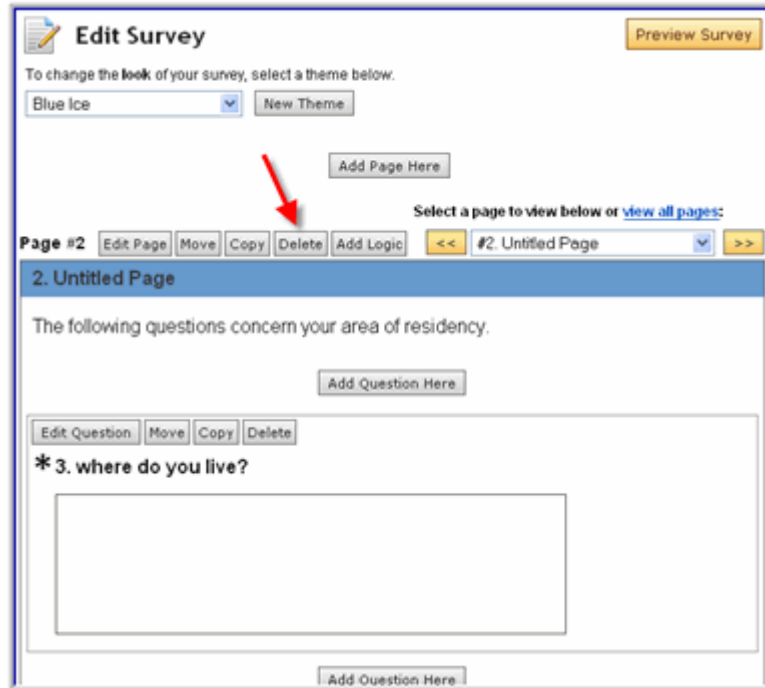 Edit Survey
Preview Survey
To change the look of your survey, select a theme below.
Blue Ice New Theme
Add Page Here
Select a page to view below or view all pages:
Page #2 Edit Page Move Copy Delete Add Logic << #2. Untitled Page >>
2. Untitled Page
The following questions concern your area of residency.
Add Question Here
Edit Question Move Copy Delete
* 3. where do you live?
Add Question Here